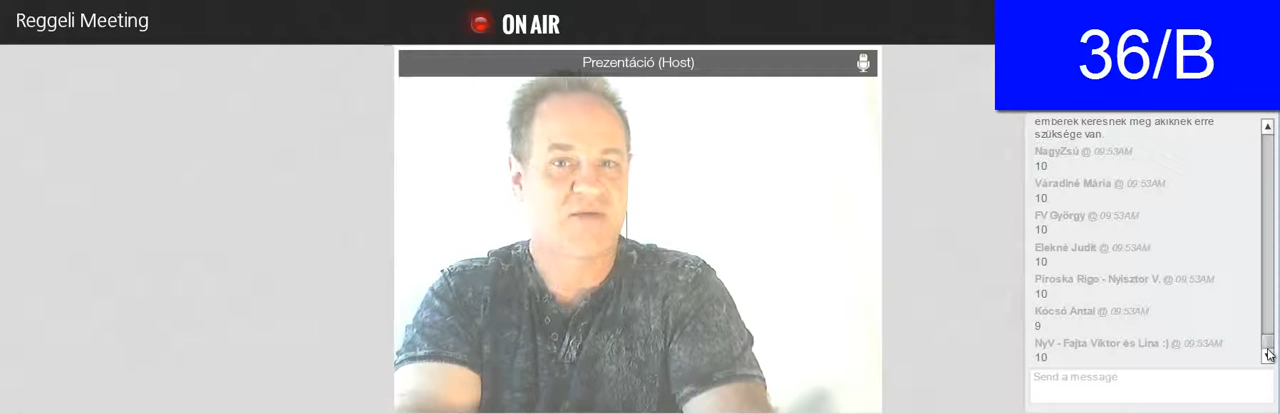 Reggeli Meeting
ON AIR
36/B
Prezentáció (Host)
emberek keresnek meg akiknek erre
szüksége van.
NagyZsú @ 09:53AM
10
Váradiné Mária @ 09:53AM
10
FV György @ 09:53AM
10
Elekné Judit @ 09:53AM
10
Piroska Rigo - Nyisztor V. @ 09:53AM
10
Kócsó Antal @ 09:53AM
9
NyV - Fajta Viktor és Lina :) @ 09:53AM
10
Send a message